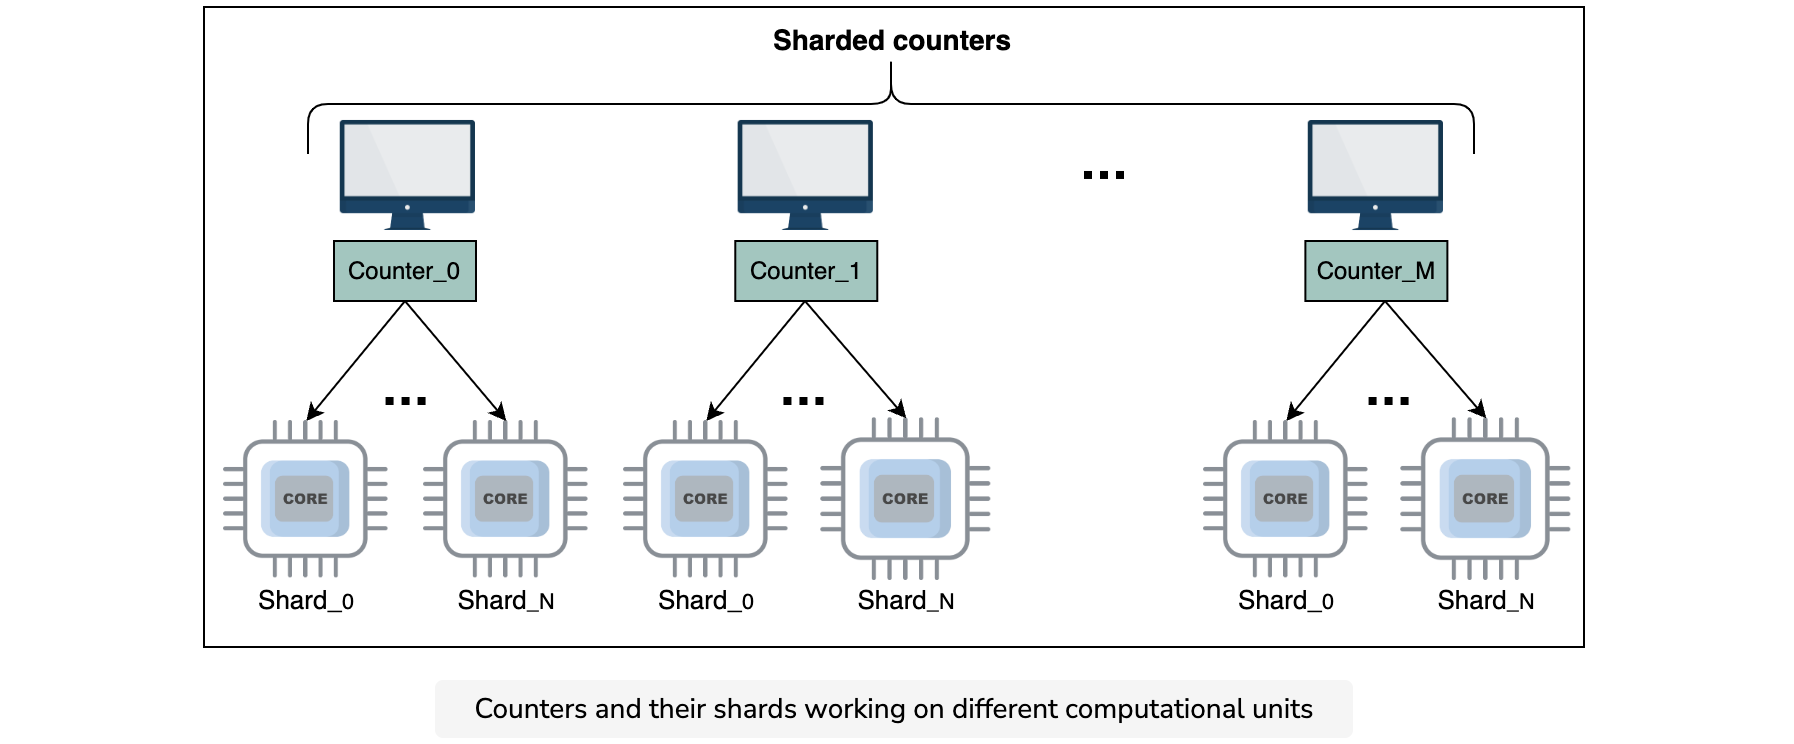 Sharded counters
Counter_0 Counter_1 Counter_M
CORE CORE CORE CORE CORE CORE
Shard_0 Shard_N Shard_0 Shard_N Shard_0 Shard_N
Counters and their shards working on different computational units